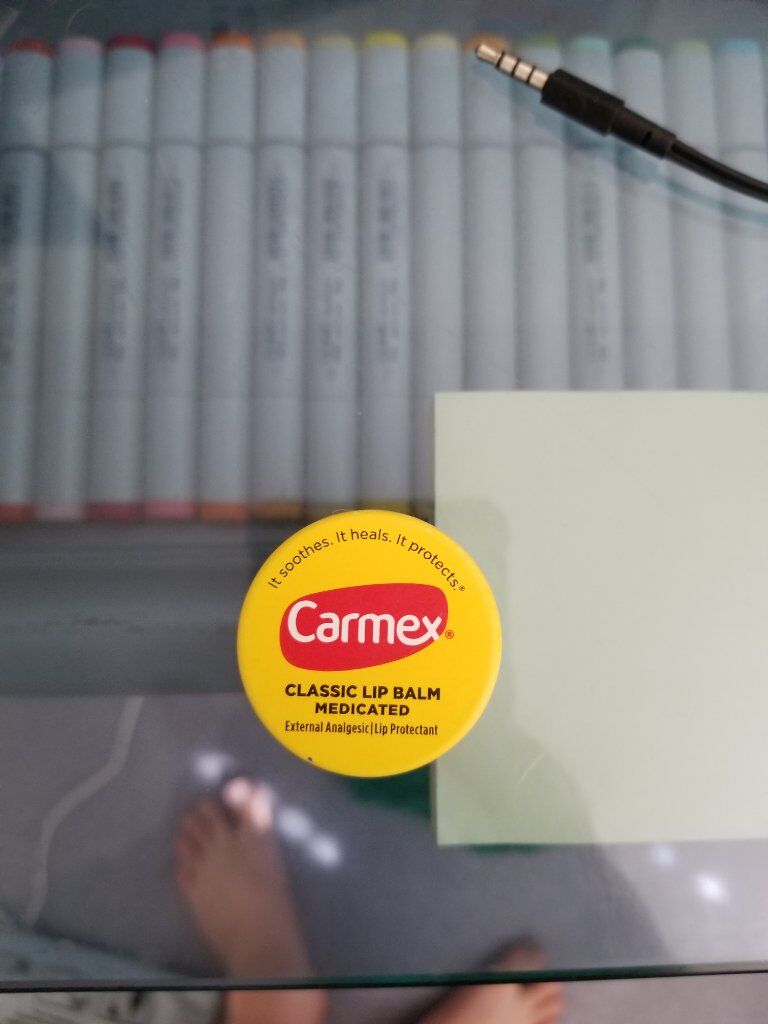 It soothes. It heals. It protects.®
Carmex®
CLASSIC LIP BALM
MEDICATED
External Analgesic|Lip Protectant